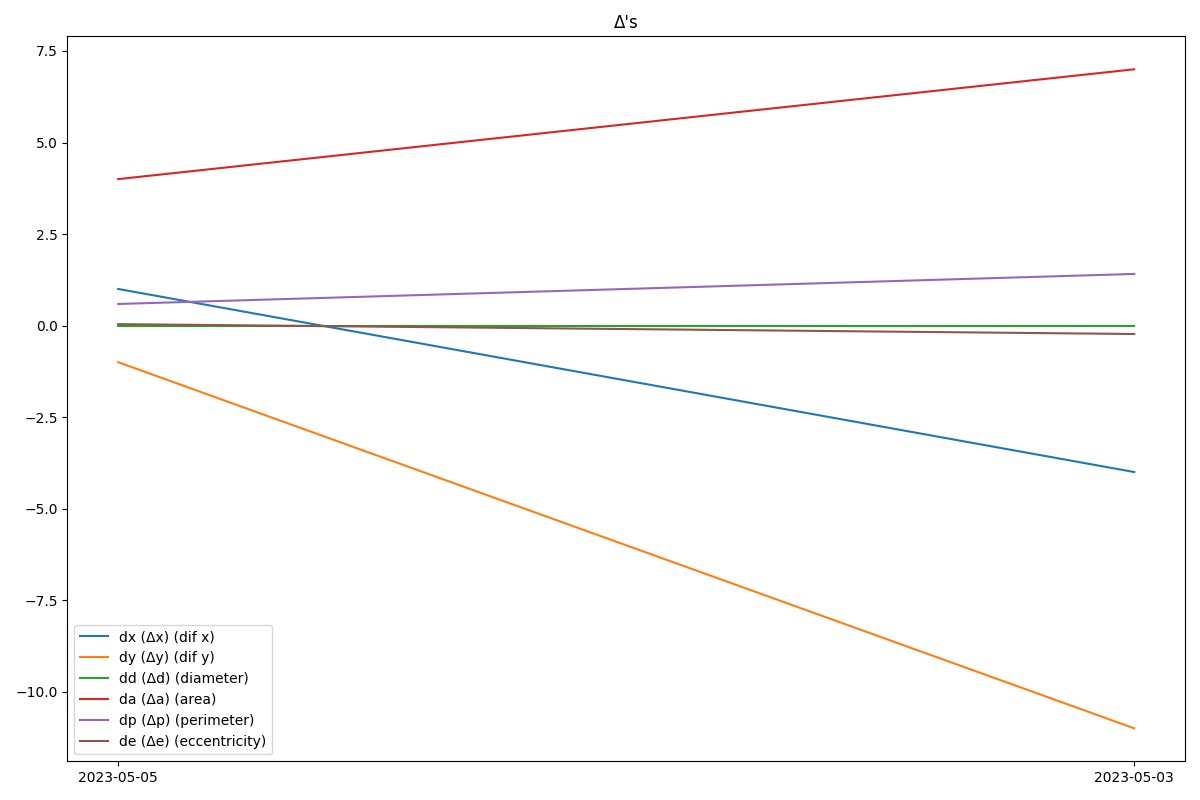 Δ's
7.5
5.0
2.5
0.0
−2.5
−5.0
−7.5
−10.0
dx (Δx) (dif x)
dy (Δy) (dif y)
dd (Δd) (diameter)
da (Δa) (area)
dp (Δp) (perimeter)
de (Δe) (eccentricity)
2023-05-05
2023-05-03